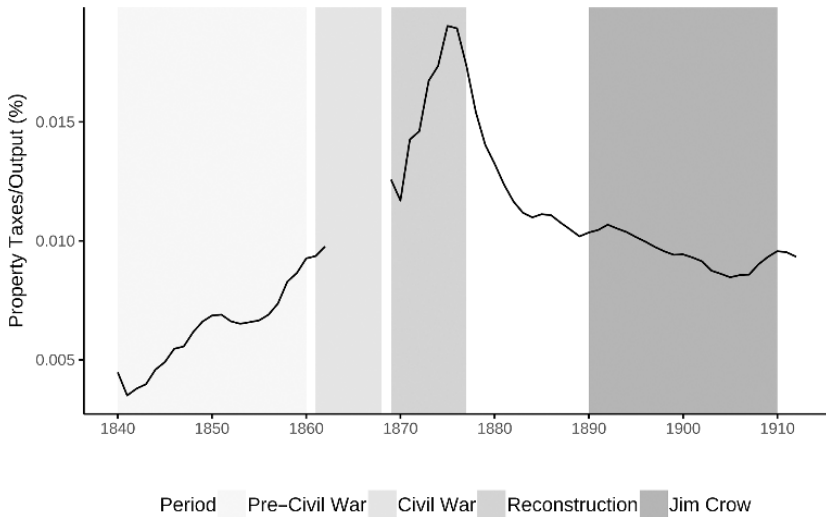 Property Taxes/Output (%)
0.015
0.010
0.005
1840 1850 1860 1870 1880 1890 1900 1910
Period Pre−Civil War Civil War Reconstruction Jim Crow